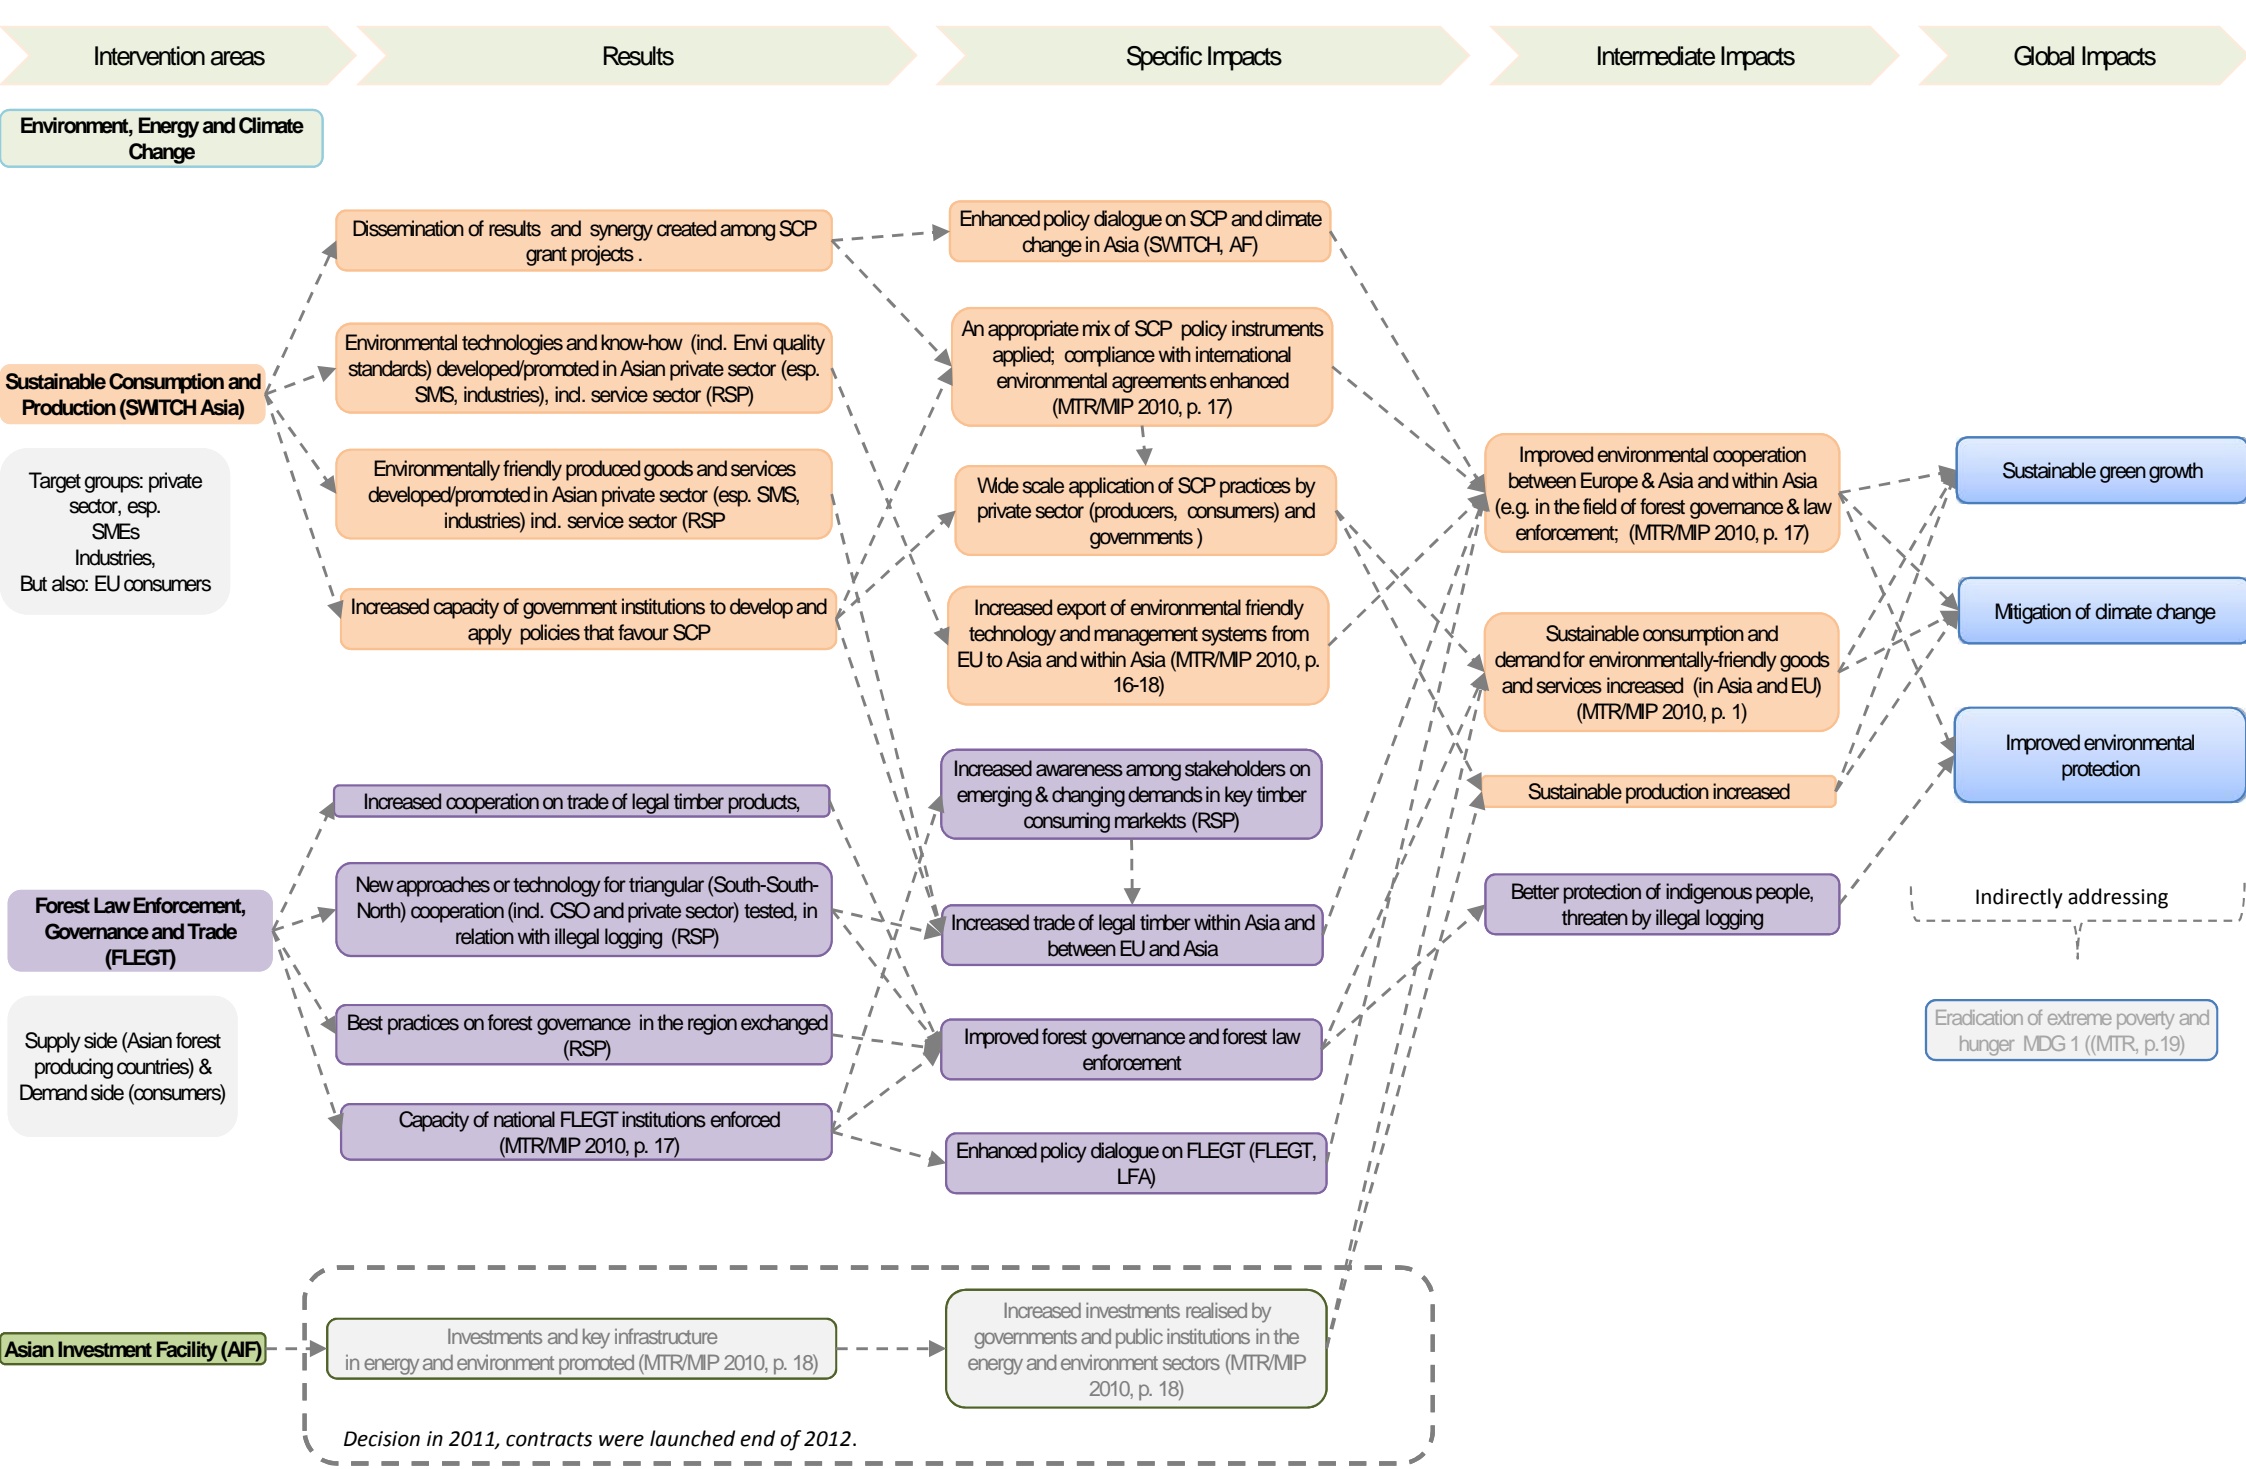 Intervention areas
Results
Specific Impacts
Intermediate Impacts
Global Impacts
Environment, Energy and Climate
Change
Sustainable Consumption and
Production (SWITCH Asia)
Target groups: private
sector, esp.
SMEs
Industries,
But also: EU consumers
Dissemination of results and synergy created among SCP
grant projects .
Environmental technologies and know-how (incl. Envi quality
standards) developed/promoted in Asian private sector (esp.
SMS, industries), incl. service sector (RSP)
Environmentally friendly produced goods and services
developed/promoted in Asian private sector (esp. SMS,
industries) incl. service sector (RSP
Increased capacity of government institutions to develop and
apply policies that favour SCP
Enhanced policy dialogue on SCP and climate
change in Asia (SWITCH, AF)
An appropriate mix of SCP policy instruments
applied; compliance with international
environmental agreements enhanced
(MTR/MIP 2010, p. 17)
Wide scale application of SCP practices by
private sector (producers, consumers) and
governments )
Increased export of environmental friendly
technology and management systems from
EU to Asia and within Asia (MTR/MIP 2010, p.
16-18)
Improved environmental cooperation
between Europe & Asia and within Asia
(e.g. in the field of forest governance & law
enforcement; (MTR/MIP 2010, p. 17)
Sustainable consumption and
demand for environmentally-friendly goods
and services increased (in Asia and EU)
(MTR/MIP 2010, p. 1)
Sustainable production increased
Sustainable green growth
Mitigation of climate change
Improved environmental
protection
Forest Law Enforcement,
Governance and Trade
(FLEGT)
Supply side (Asian forest
producing countries) &
Demand side (consumers)
Increased cooperation on trade of legal timber products,
New approaches or technology for triangular (South-South-
North) cooperation (incl. CSO and private sector) tested, in
relation with illegal logging (RSP)
Best practices on forest governance in the region exchanged
(RSP)
Capacity of national FLEGT institutions enforced
(MTR/MIP 2010, p. 17)
Increased awareness among stakeholders on
emerging & changing demands in key timber
consuming markekts (RSP)
Increased trade of legal timber within Asia and
between EU and Asia
Improved forest governance and forest law
enforcement
Enhanced policy dialogue on FLEGT (FLEGT,
LFA)
Better protection of indigenous people,
threaten by illegal logging
Indirectly addressing
Eradication of extreme poverty and
hunger MDG 1 ((MTR, p.19)
Asian Investment Facility (AIF)
Investments and key infrastructure
in energy and environment promoted (MTR/MIP 2010, p. 18)
Increased investments realised by
governments and public institutions in the
energy and environment sectors (MTR/MIP
2010, p. 18)
Decision in 2011, contracts were launched end of 2012.